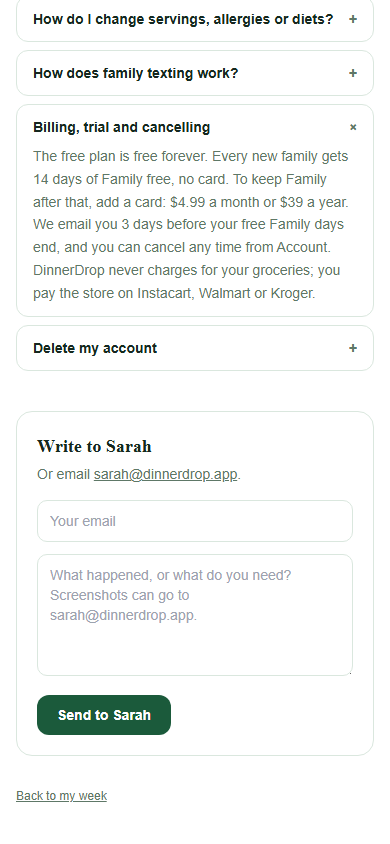 How do I change servings, allergies or diets? +
How does family texting work? +
Billing, trial and cancelling ×
The free plan is free forever. Every new family gets
14 days of Family free, no card. To keep Family
after that, add a card: $4.99 a month or $39 a year.
We email you 3 days before your free Family days
end, and you can cancel any time from Account.
DinnerDrop never charges for your groceries; you
pay the store on Instacart, Walmart or Kroger.
Delete my account +
Write to Sarah
Or email sarah@dinnerdrop.app.
Your email
What happened, or what do you need?
Screenshots can go to
sarah@dinnerdrop.app.
Send to Sarah
Back to my week